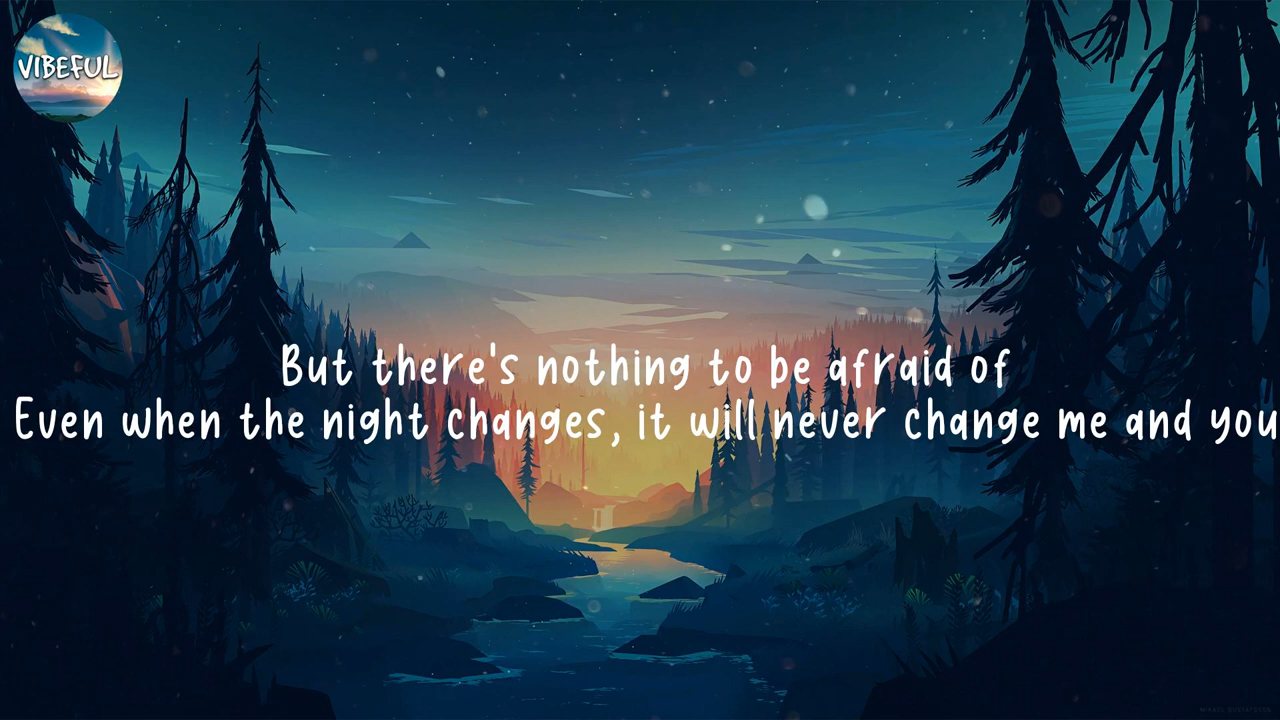 VIBEFUL
But there's nothing to be afraid of
Even when the night changes, it will never change me and you